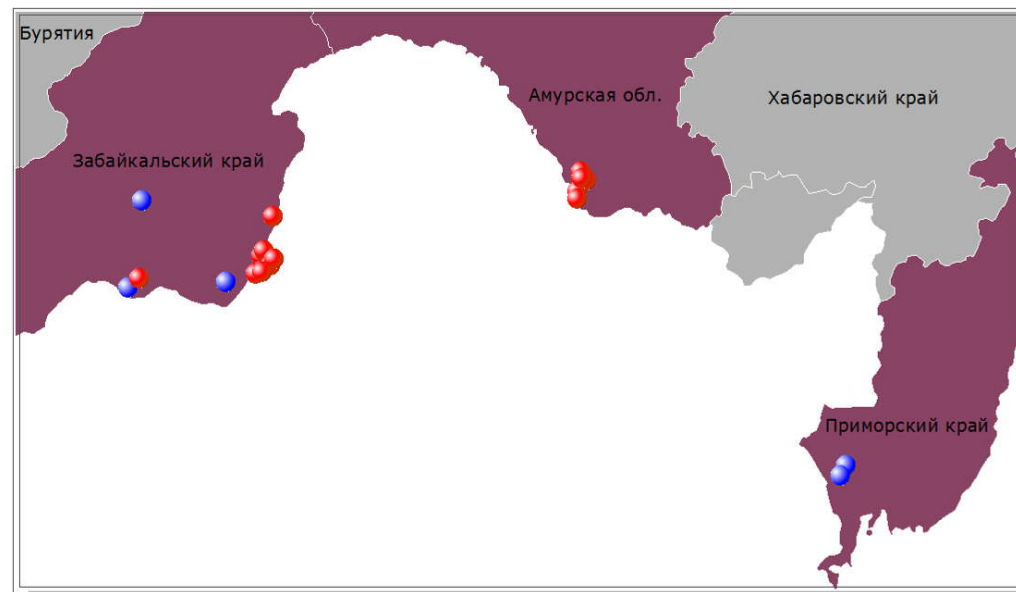 Бурятия
Амурская обл.
Хабаровский край
Забайкальский край
Приморский край